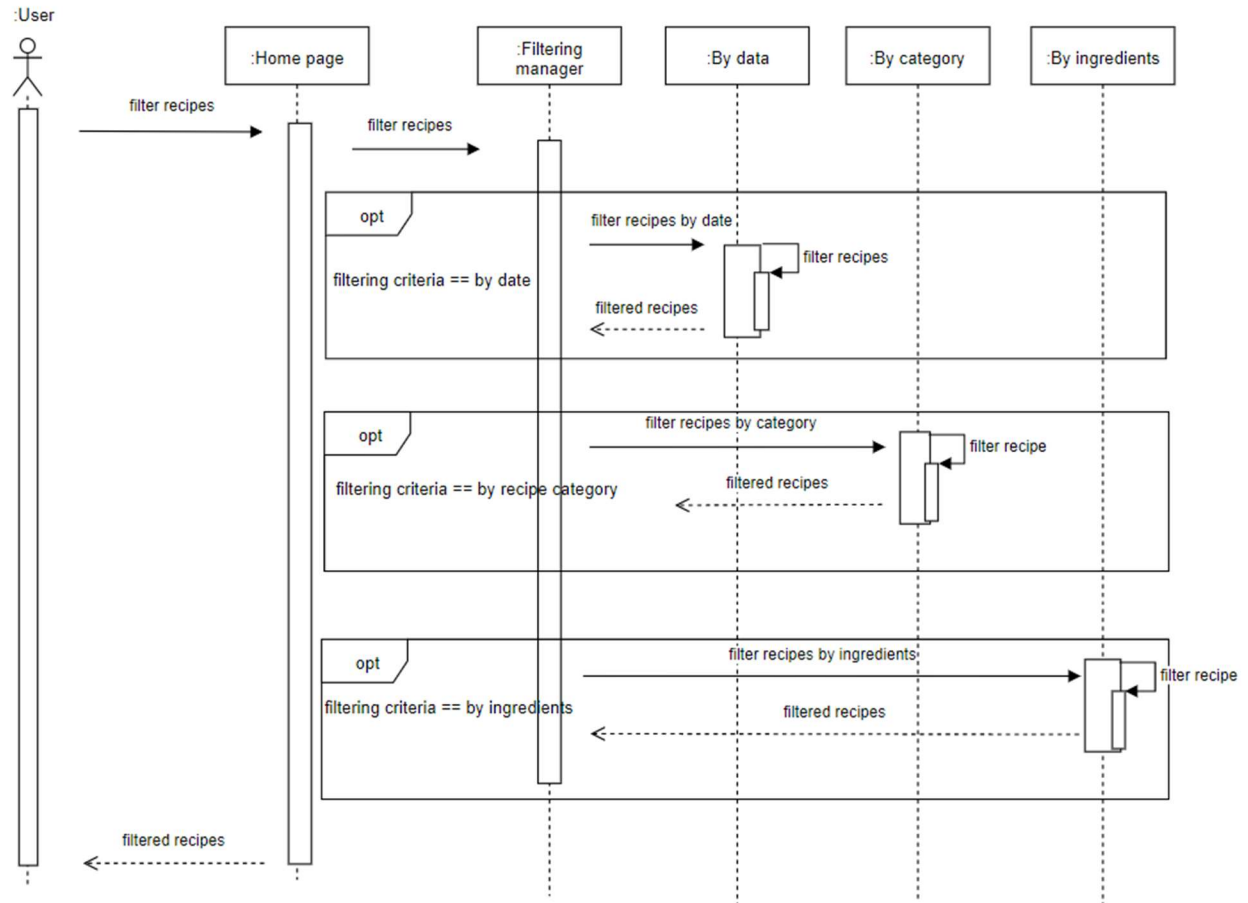 :User
:Home page
:Filtering
manager
:By data
:By category
:By ingredients
filter recipes
filter recipes
opt
filter recipes by date
filter recipes
filtering criteria == by date
filtered recipes
opt
filter recipes by category
filter recipe
filtering criteria == by recipe category
filtered recipes
opt
filter recipes by ingredients
filter recipe
filtering criteria == by ingredients
filtered recipes
filtered recipes